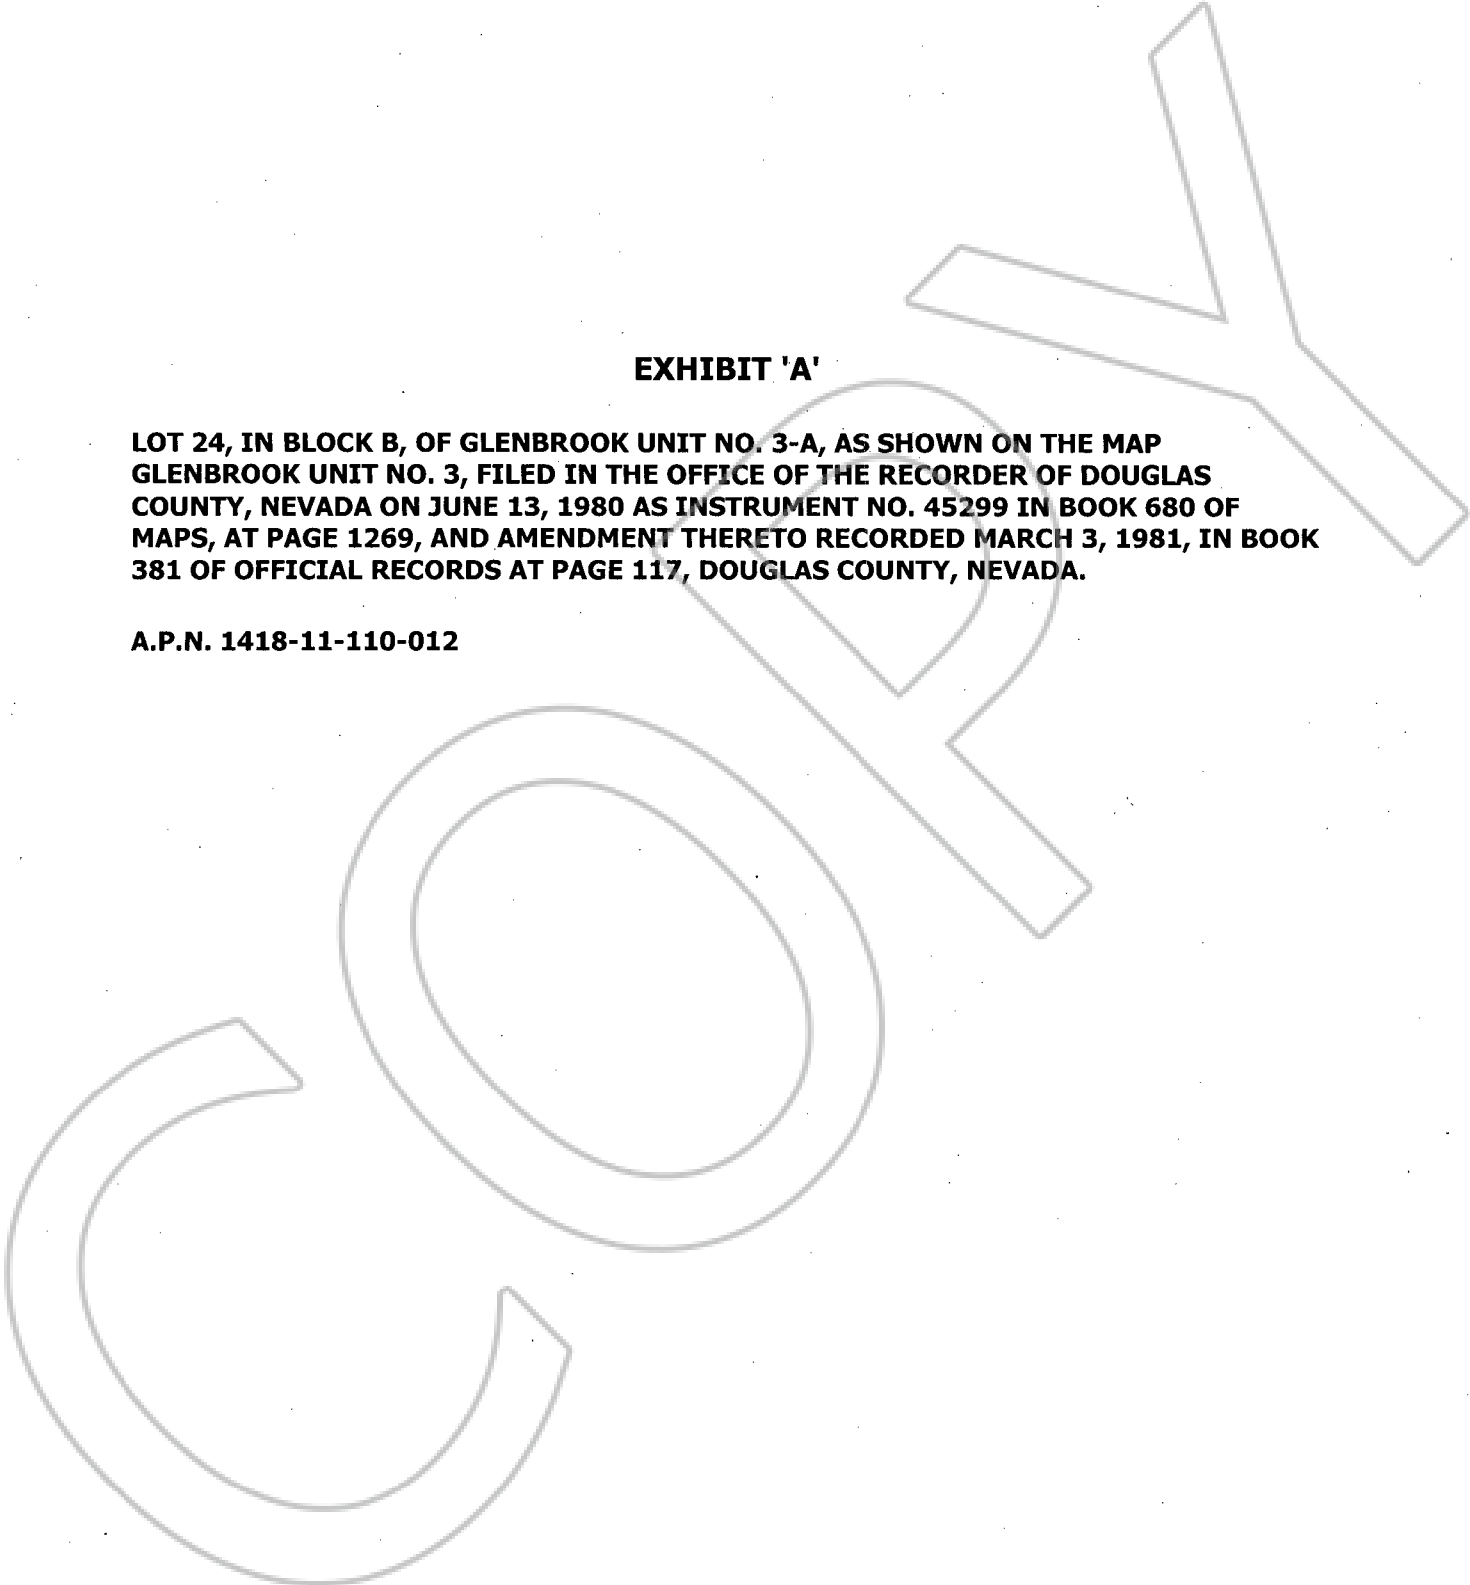 EXHIBIT 'A'
LOT 24, IN BLOCK B, OF GLENBROOK UNIT NO. 3-A, AS SHOWN ON THE MAP
GLENBROOK UNIT NO. 3, FILED IN THE OFFICE OF THE RECORDER OF DOUGLAS
COUNTY, NEVADA ON JUNE 13, 1980 AS INSTRUMENT NO. 45299 IN BOOK 680 OF
MAPS, AT PAGE 1269, AND AMENDMENT THERETO RECORDED MARCH 3, 1981, IN BOOK
381 OF OFFICIAL RECORDS AT PAGE 117, DOUGLAS COUNTY, NEVADA.
A.P.N. 1418-11-110-012
COPY